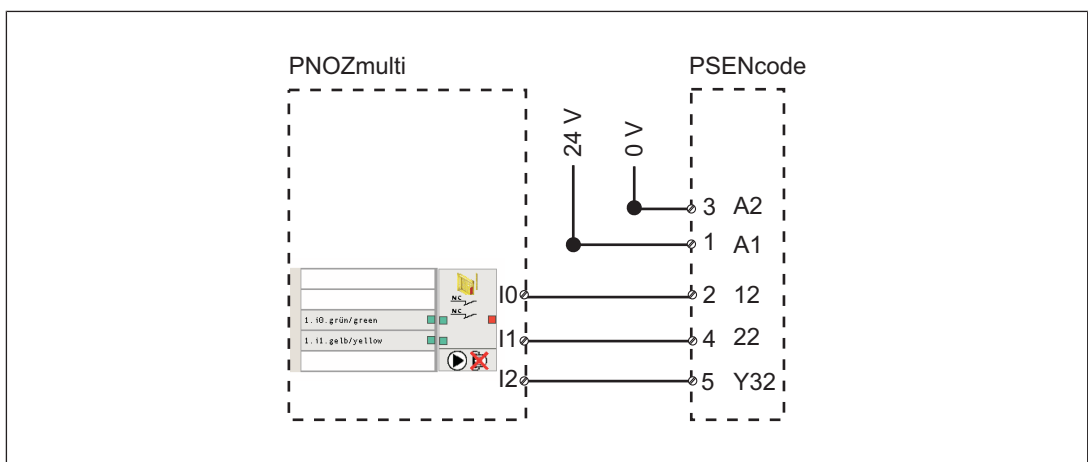 PNOZmulti PSENcode
24 V
0 V
3 A2
1 A1
NC
I0 2 12
NC
1.i0.grün/green
1.i1.gelb/yellow I1 4 22
I2 5 Y32